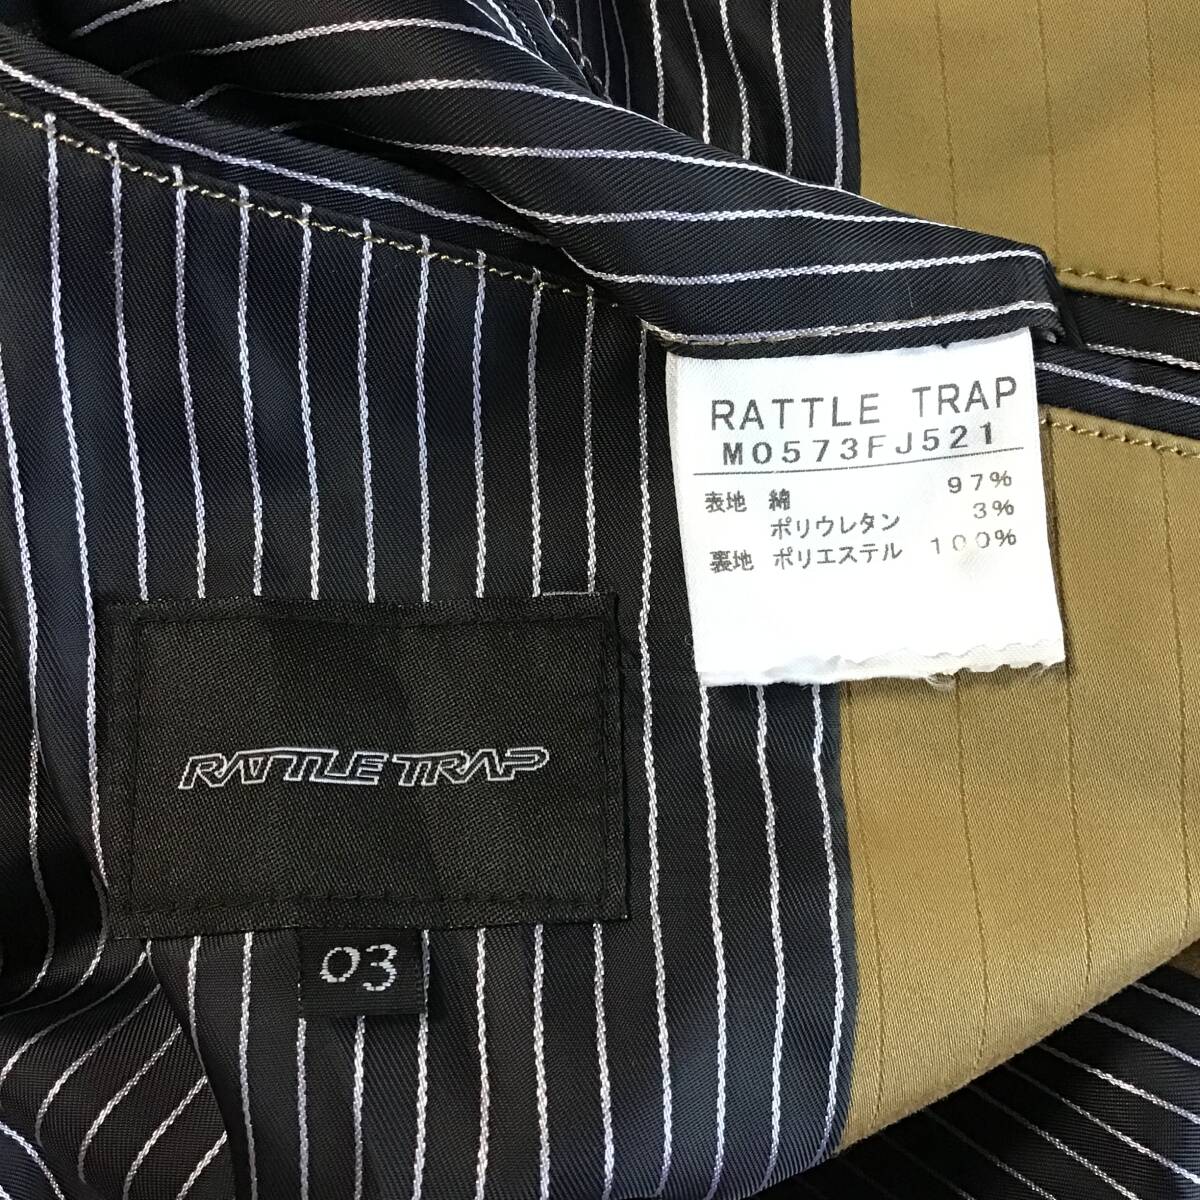 RATTLE TRAP
M0573FJ521
表地 綿 97%
ポリウレタン 3%
裏地 ポリエステル 100%
RATTLE TRAP
03